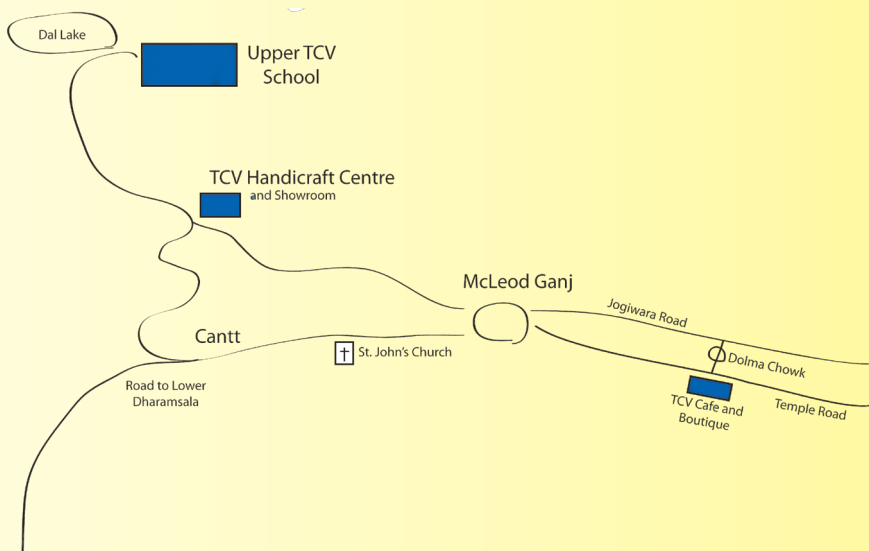 Dal Lake
Upper TCV
School
TCV Handicraft Centre
and Showroom
McLeod Ganj
Jogiwara Road
Cantt
St. John's Church
Dolma Chowk
Road to Lower
Dharamsala
TCV Cafe and
Boutique
Temple Road